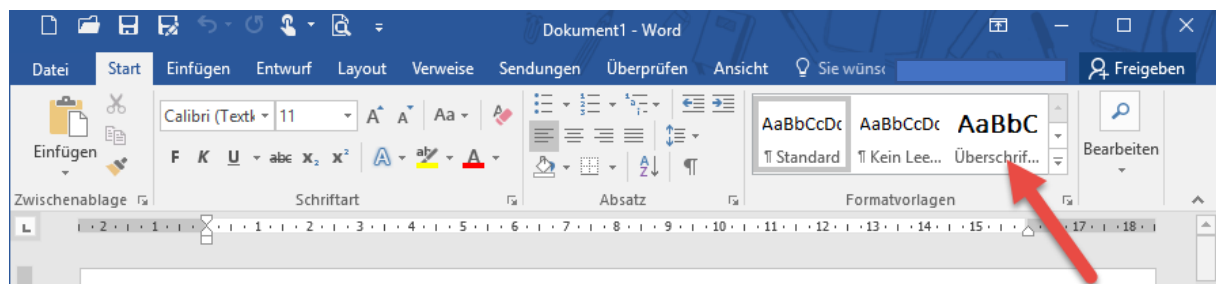 Dokument1 - Word
Datei Start Einfügen Entwurf Layout Verweise Sendungen Überprüfen Ansicht Sie wünsc Freigeben
Calibri (Textk 11 A A Aa
AaBbCcDc AaBbCcDc AaBbC
Einfügen F K U abc x₂ x² A ab A A Z ¶ ¶ Standard ¶ Kein Lee... Überschrif... Bearbeiten
Zwischenablage Schriftart Absatz Formatvorlagen
L 2 1 1 2 3 4 5 6 7 8 9 10 11 12 13 14 15 17 18